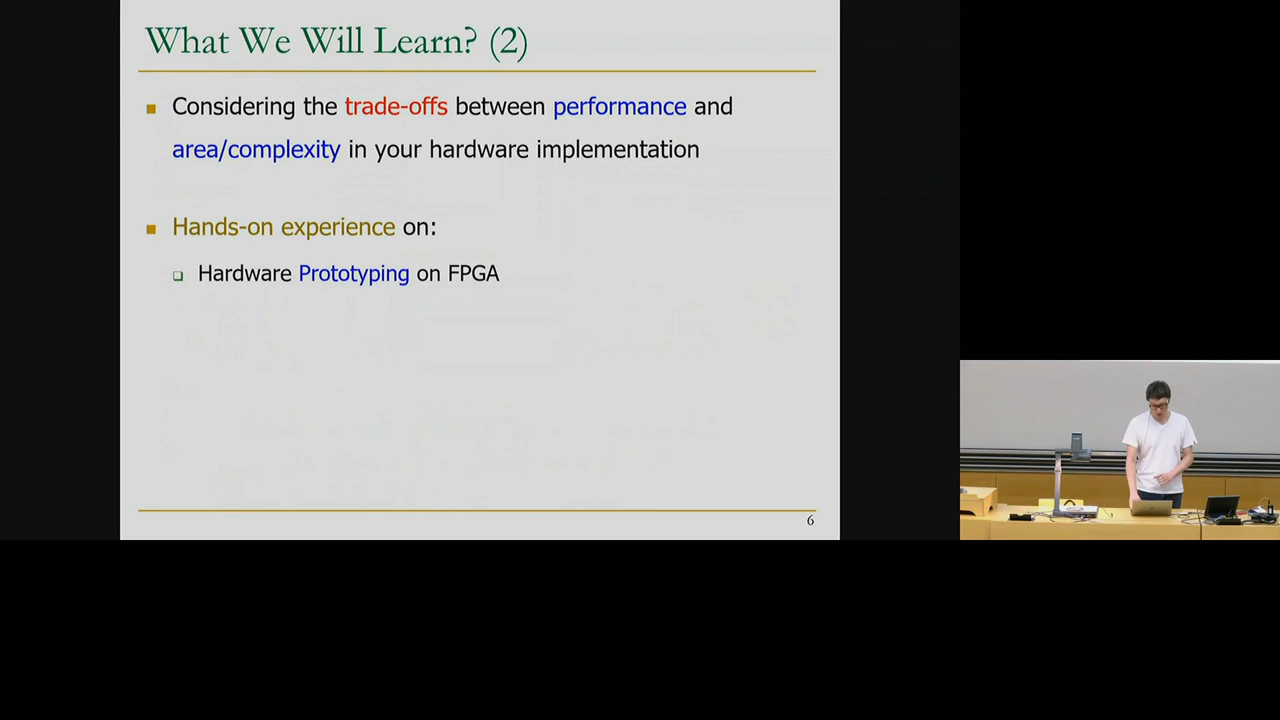 What We Will Learn? (2)
Considering the trade-offs between performance and
area/complexity in your hardware implementation
Hands-on experience on:
Hardware Prototyping on FPGA
6